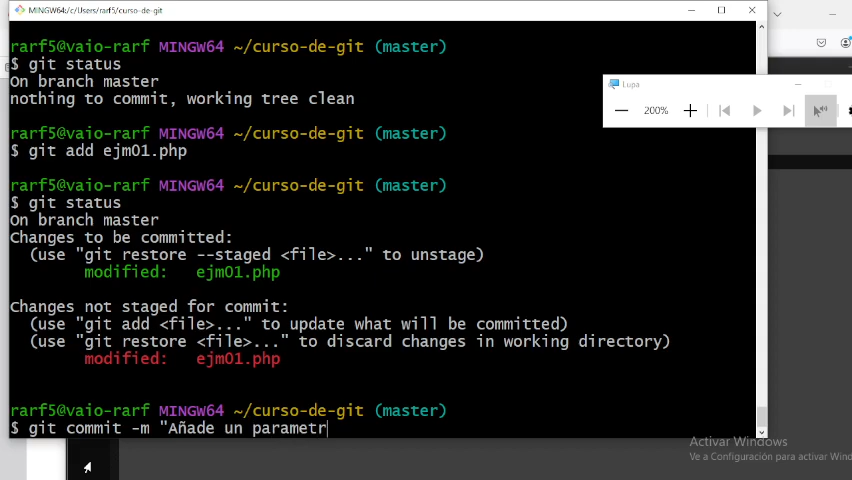 MINGW64:/c/Users/rarf5/curso-de-git
rarf5@vaio-rarf MINGW64 ~/curso-de-git (master)
$ git status
On branch master
nothing to commit, working tree clean
rarf5@vaio-rarf MINGW64 ~/curso-de-git (master)
$ git add ejm01.php
rarf5@vaio-rarf MINGW64 ~/curso-de-git (master)
$ git status
On branch master
Changes to be committed:
(use "git restore --staged <file>..." to unstage)
modified: ejm01.php
Changes not staged for commit:
(use "git add <file>..." to update what will be committed)
(use "git restore <file>..." to discard changes in working directory)
modified: ejm01.php
rarf5@vaio-rarf MINGW64 ~/curso-de-git (master)
$ git commit -m "Añade un parametr
Lupa
200%
Activar Windows
Ve a Configuración para activar Wind